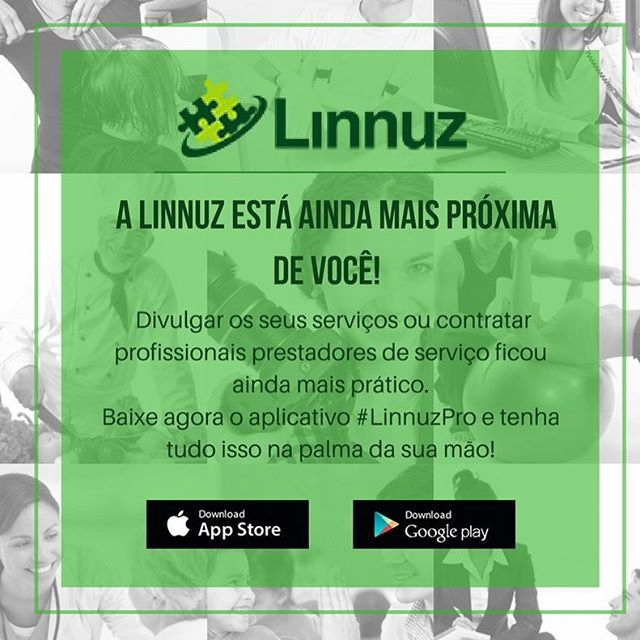 Linnuz
A LINNUZ ESTÁ AINDA MAIS PRÓXIMA
DE VOCÊ!
Divulgar os seus serviços ou contratar
profissionais prestadores de serviço ficou
ainda mais prático.
Baixe agora o aplicativo #LinnuzPro e tenha
tudo isso na palma da sua mão!
Download
App Store
Download
Google play